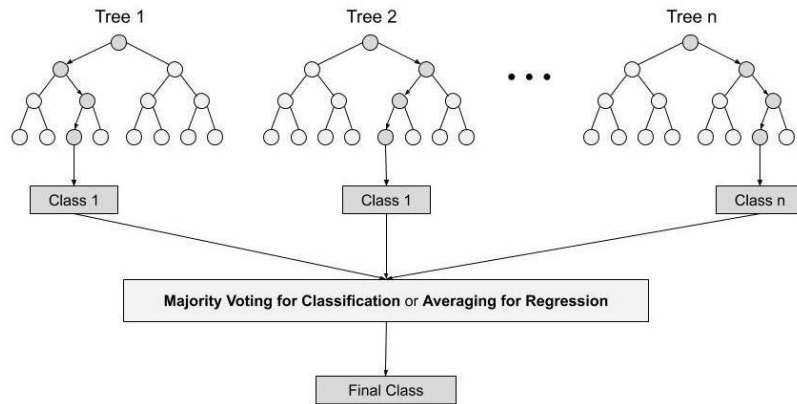 Tree 1
Tree 2
Tree n
Class 1
Class 1
Class n
Majority Voting for Classification or Averaging for Regression
Final Class